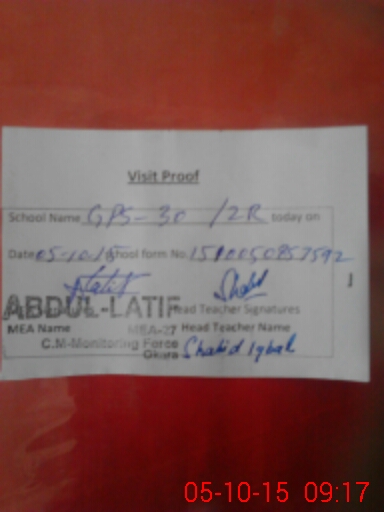 Visit Proof
School Name GPS-30 /2R today on
Date 05-10-15 School form No.
Latif Shahid
ABDUL-LATIF Head Teacher Signatures
MEA Name MEA-27 Head Teacher Name
C.M-Monitoring Force Shahid Iqbal
Okara
05-10-15 09:17